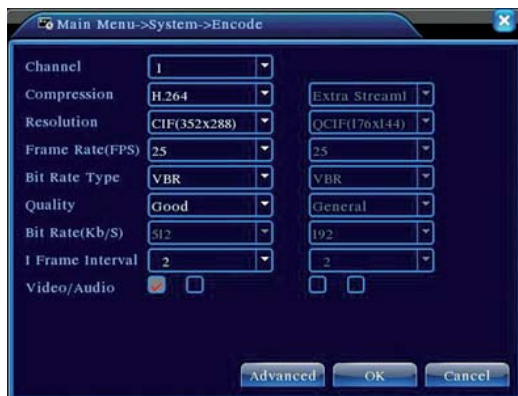 Main Menu->System->Encode
Channel 1
Compression H.264 Extra Stream1
Resolution CIF(352x288) QCIF(176x144)
Frame Rate(FPS) 25 25
Bit Rate Type VBR VBR
Quality Good General
Bit Rate(Kb/S) 512 192
I Frame Interval 2 2
Video/Audio
Advanced OK Cancel